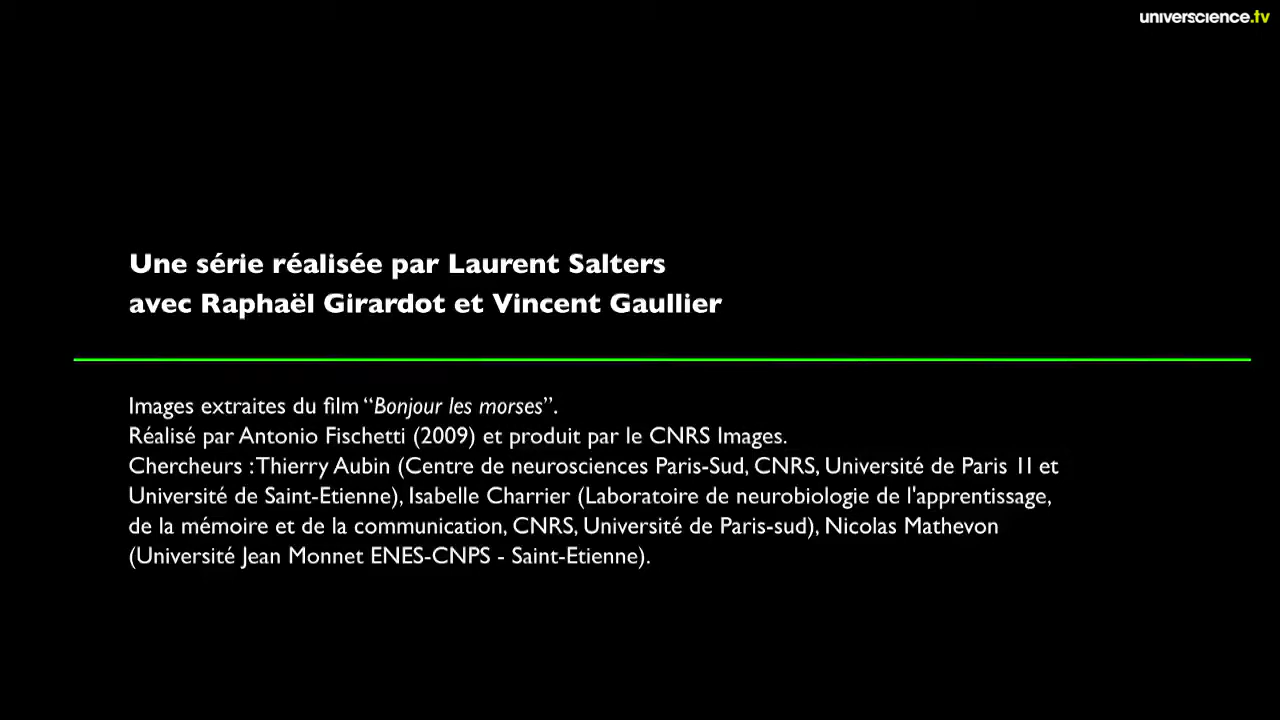 universcience.tv
Une série réalisée par Laurent Salters
avec Raphaël Girardot et Vincent Gaullier
Images extraites du film “Bonjour les morses”.
Réalisé par Antonio Fischetti (2009) et produit par le CNRS Images.
Chercheurs : Thierry Aubin (Centre de neurosciences Paris-Sud, CNRS, Université de Paris 11 et
Université de Saint-Etienne), Isabelle Charrier (Laboratoire de neurobiologie de l'apprentissage,
de la mémoire et de la communication, CNRS, Université de Paris-sud), Nicolas Mathevon
(Université Jean Monnet ENES-CNPS - Saint-Etienne).